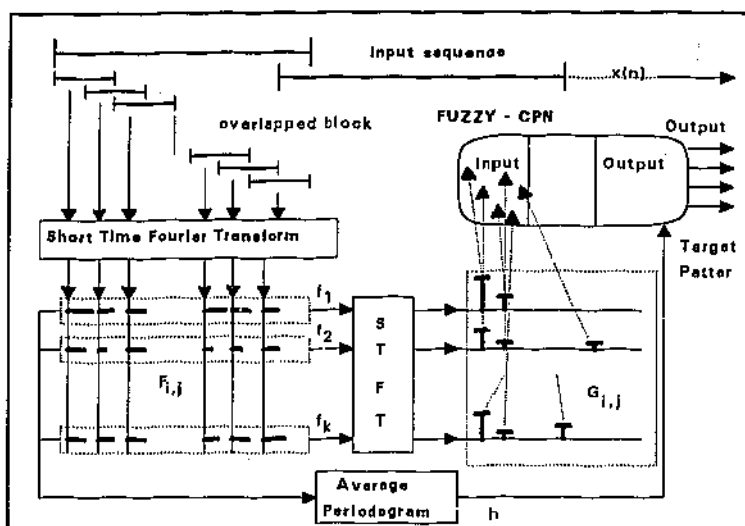 Input sequence
x(n)
overlapped block
FUZZY - CPN
Output
Input
Output
Short Time Fourier Transform
Target
Patter
f1
f2
S
T
F
T
Fi,j
Gi,j
fk
Average
Periodogram
h